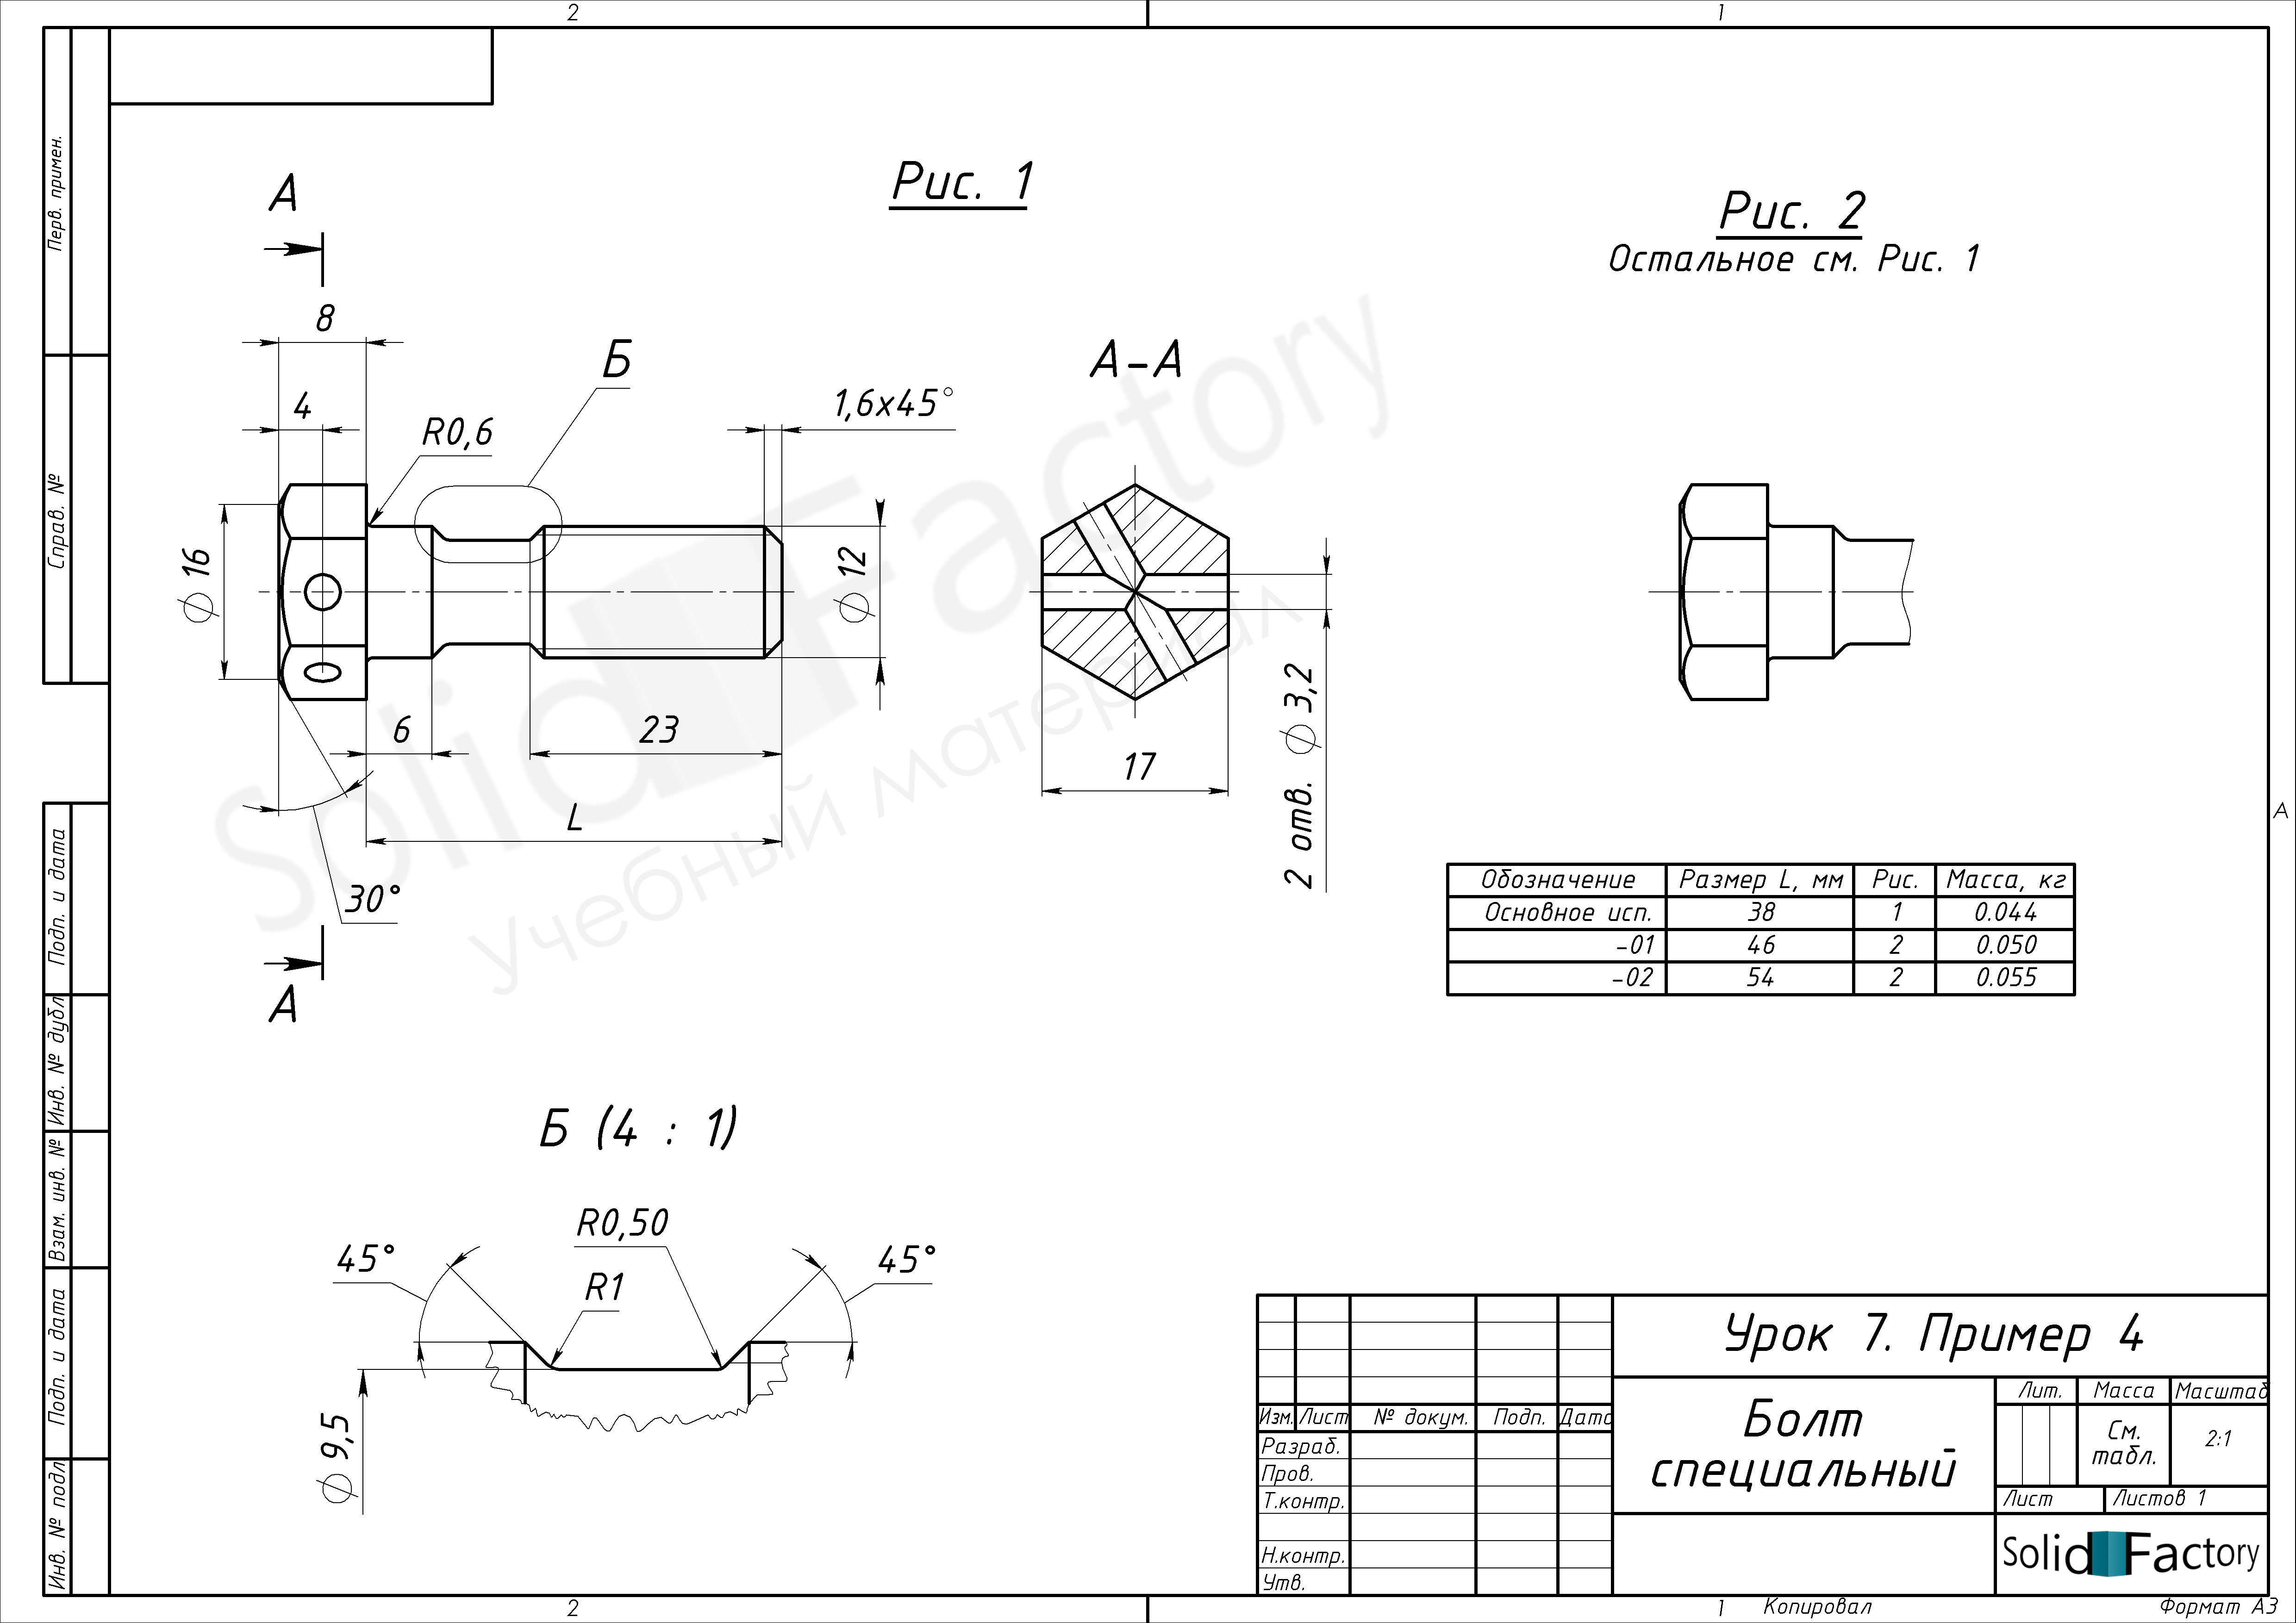 2
1
Перв. примен.
Справ. №
Подп. и дата
Инв. № дубл
Взам. инв. №
Подп. и дата
Инв. № подл
Рис. 1
Рис. 2
Остальное см. Рис. 1
А
8
4
R0,6
Б
1,6x45°
А-А
⌀ 16
⌀ 12
6
23
L
30°
А
17
2 отв. ⌀ 3,2
Solid Factory
Учебный материал
А
Обозначение Размер L, мм Рис. Масса, кг
Основное исп. 38 1 0.044
-01 46 2 0.050
-02 54 2 0.055
Б (4 : 1)
45°
R0,50
R1
45°
⌀ 9,5
Урок 7. Пример 4
Болт
специальный
Лит. Масса Масштаб
См.
табл.
2:1
Лист Листов 1
Изм. Лист № докум. Подп. Дата
Разраб.
Пров.
Т.контр.
Н.контр.
Утв.
Solid Factory
2
1
Копировал
Формат А3